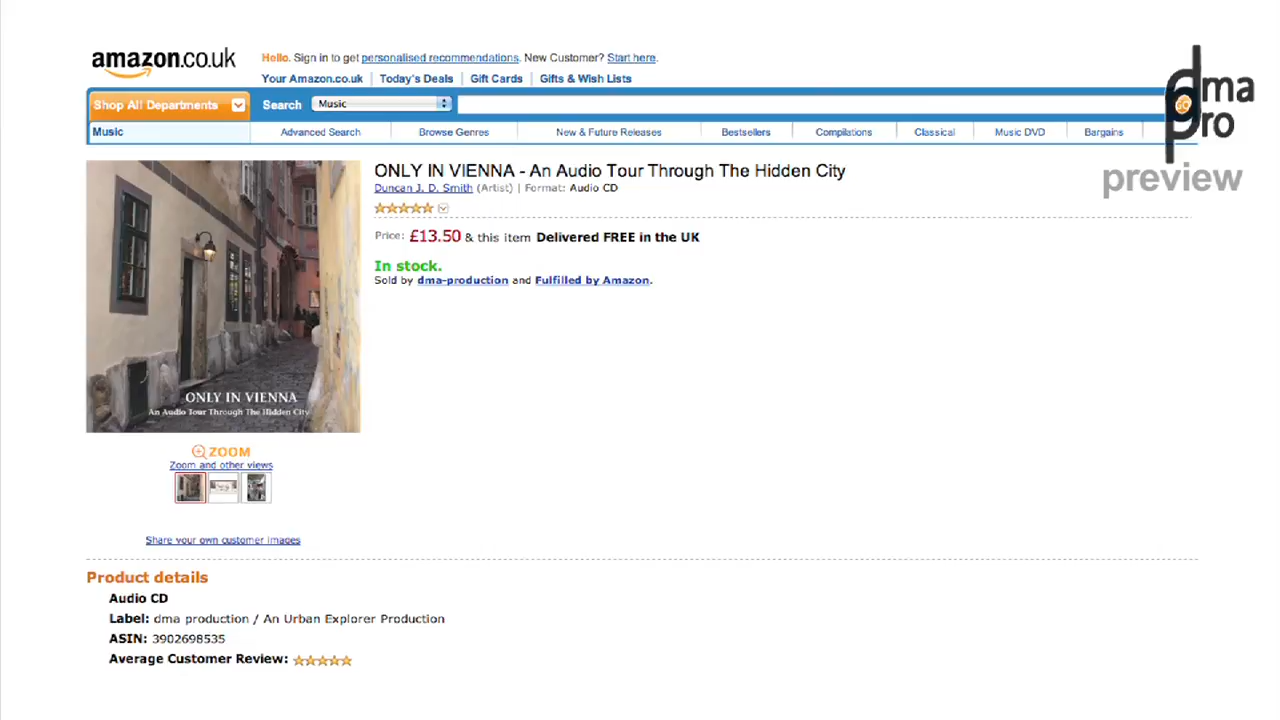 amazon.co.uk
Hello. Sign in to get personalised recommendations. New Customer? Start here.
Your Amazon.co.uk Today's Deals Gift Cards Gifts & Wish Lists
Shop All Departments Search Music
Music Advanced Search Browse Genres New & Future Releases Bestsellers Compilations Classical Music DVD Bargains
dma
pro
preview
ONLY IN VIENNA - An Audio Tour Through The Hidden City
Duncan J. D. Smith (Artist) | Format: Audio CD
Price: £13.50 & this item Delivered FREE in the UK
In stock.
Sold by dma-production and Fulfilled by Amazon.
ONLY IN VIENNA
An Audio Tour Through The Hidden City
ZOOM
Zoom and other views
Share your own customer images
Product details
Audio CD
Label: dma production / An Urban Explorer Production
ASIN: 3902698535
Average Customer Review: